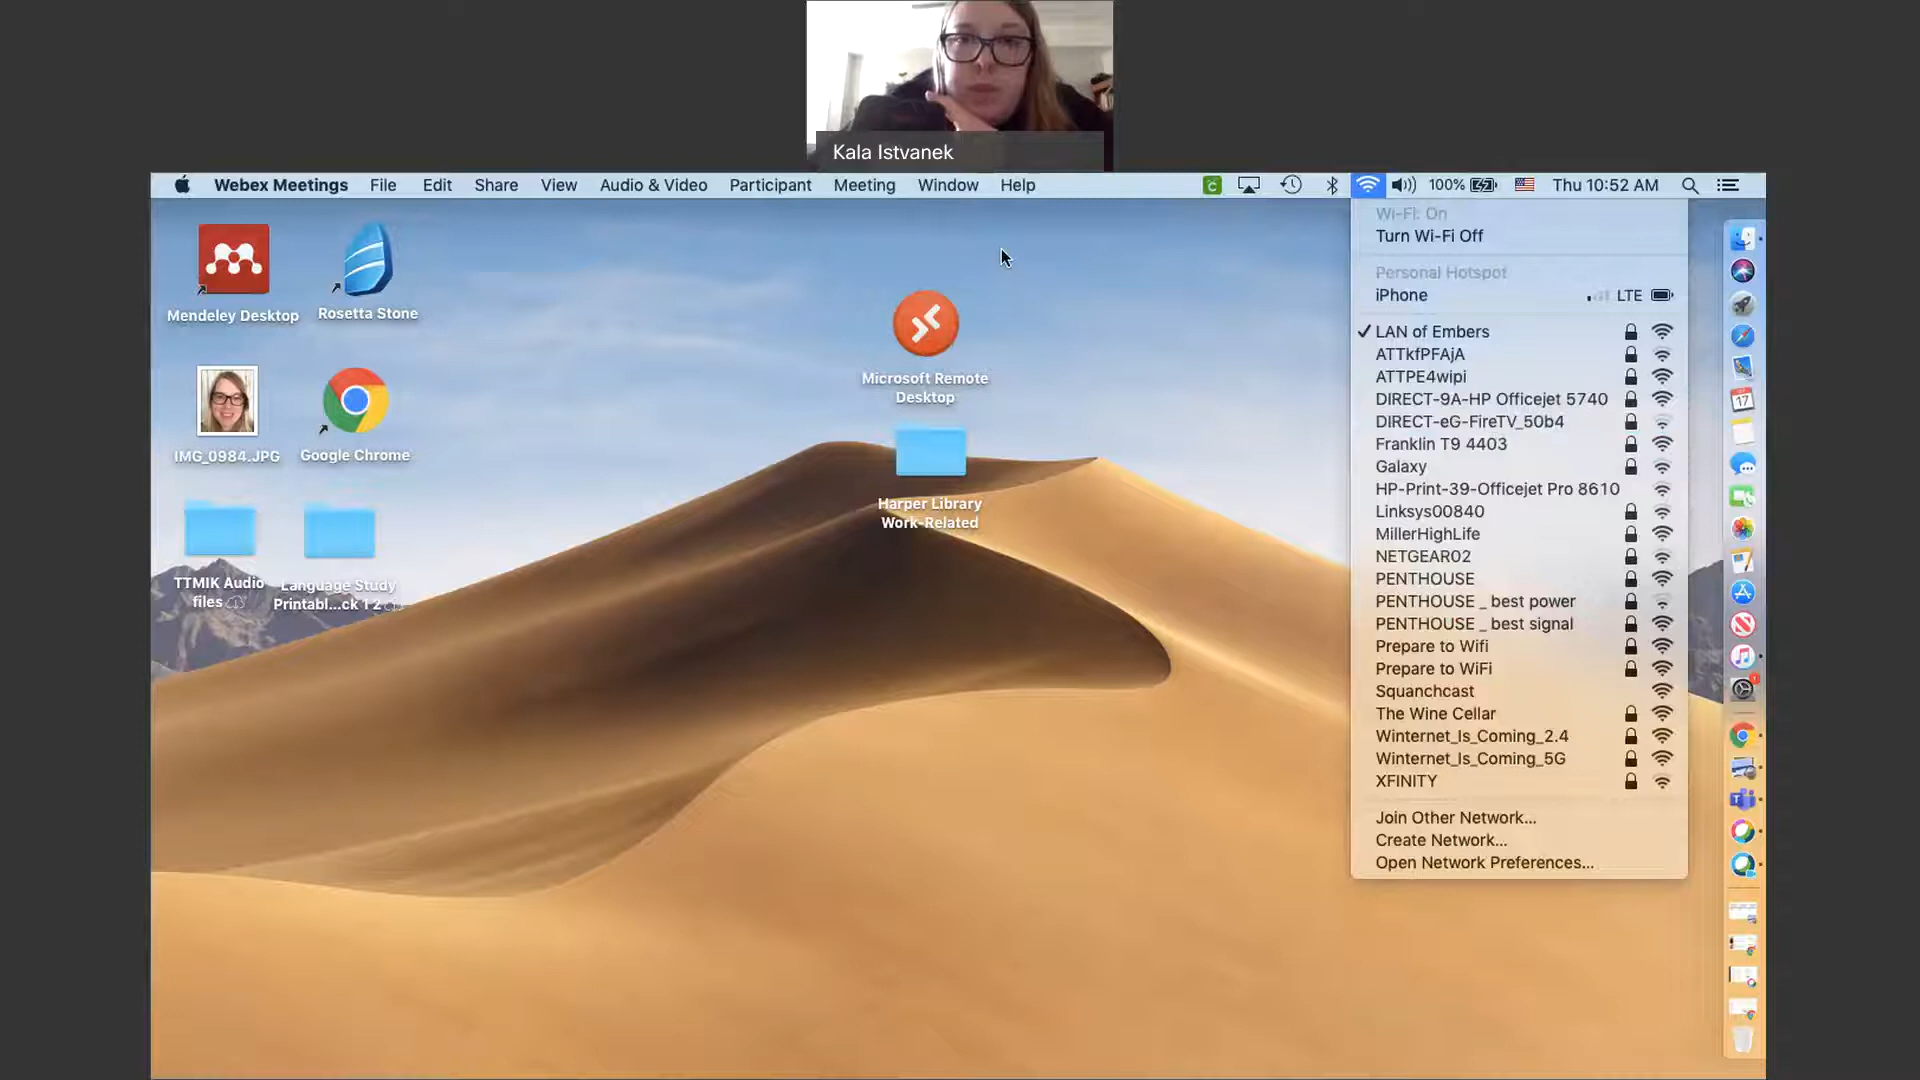 Kala Istvanek
Webex Meetings File Edit Share View Audio & Video Participant Meeting Window Help 100% Thu 10:52 AM
Mendeley Desktop
Rosetta Stone
IMG_0984.JPG
Google Chrome
TTMIK Audio
files
Language Study
Printabl...ck 1 2
Microsoft Remote
Desktop
Harper Library
Work-Related
Wi-Fi: On
Turn Wi-Fi Off
Personal Hotspot
iPhone LTE
LAN of Embers
ATTkfPFAjA
ATTPE4wipi
DIRECT-9A-HP Officejet 5740
DIRECT-eG-FireTV_50b4
Franklin T9 4403
Galaxy
HP-Print-39-Officejet Pro 8610
Linksys00840
MillerHighLife
NETGEAR02
PENTHOUSE
PENTHOUSE _ best power
PENTHOUSE _ best signal
Prepare to Wifi
Prepare to WiFi
Squanchcast
The Wine Cellar
Winternet_Is_Coming_2.4
Winternet_Is_Coming_5G
XFINITY
Join Other Network...
Create Network...
Open Network Preferences...
17